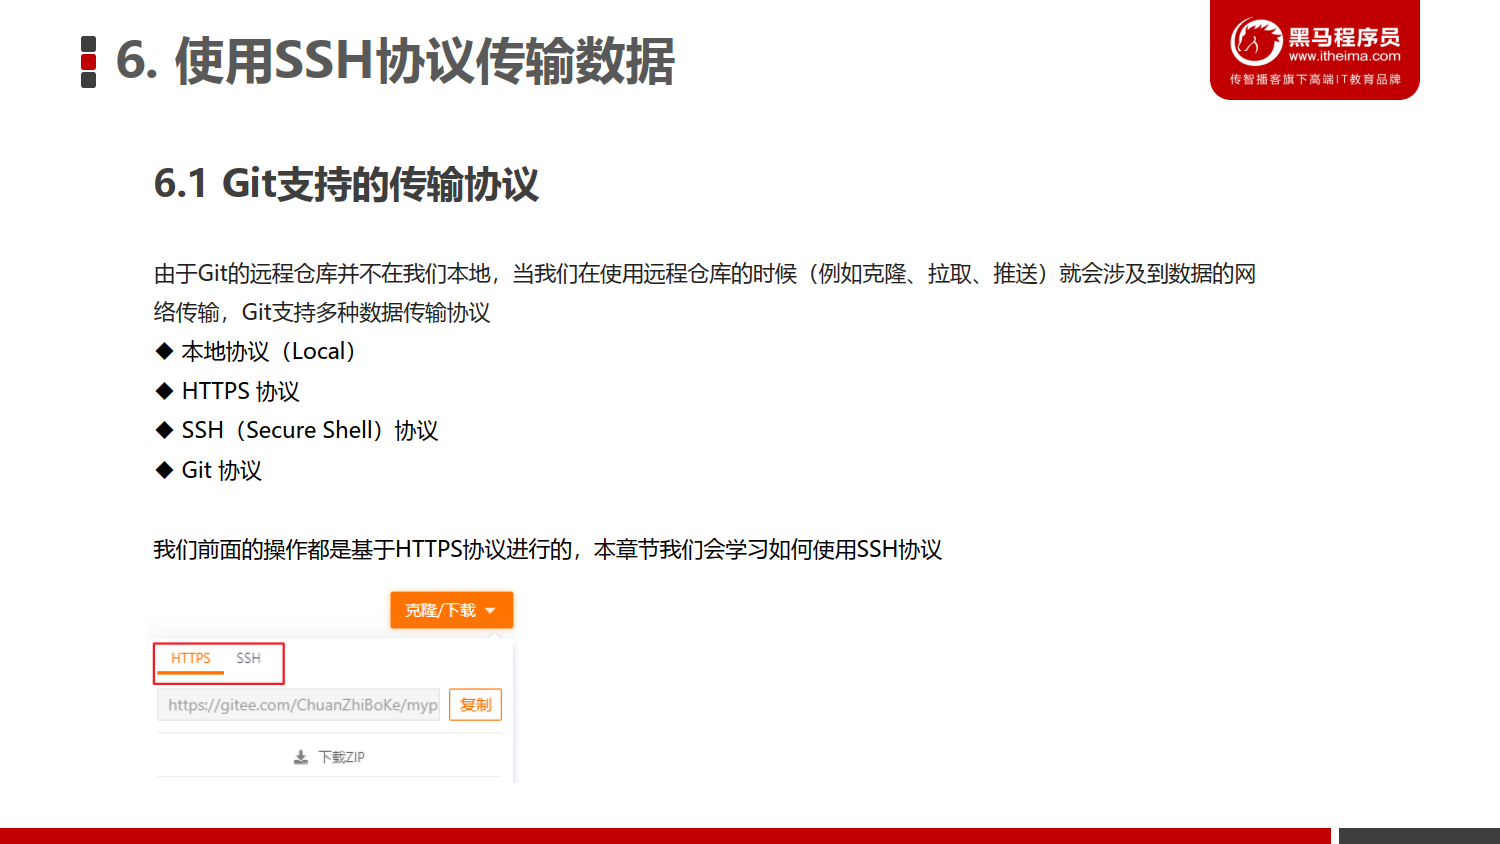 6. 使用SSH协议传输数据
黑马程序员
www.itheima.com
传智播客旗下高端IT教育品牌
6.1 Git支持的传输协议
由于Git的远程仓库并不在我们本地，当我们在使用远程仓库的时候（例如克隆、拉取、推送）就会涉及到数据的网
络传输，Git支持多种数据传输协议
◆ 本地协议（Local）
◆ HTTPS 协议
◆ SSH（Secure Shell）协议
◆ Git 协议
我们前面的操作都是基于HTTPS协议进行的，本章节我们会学习如何使用SSH协议
克隆/下载
HTTPS SSH
https://gitee.com/ChuanZhiBoKe/myp 复制
下载ZIP